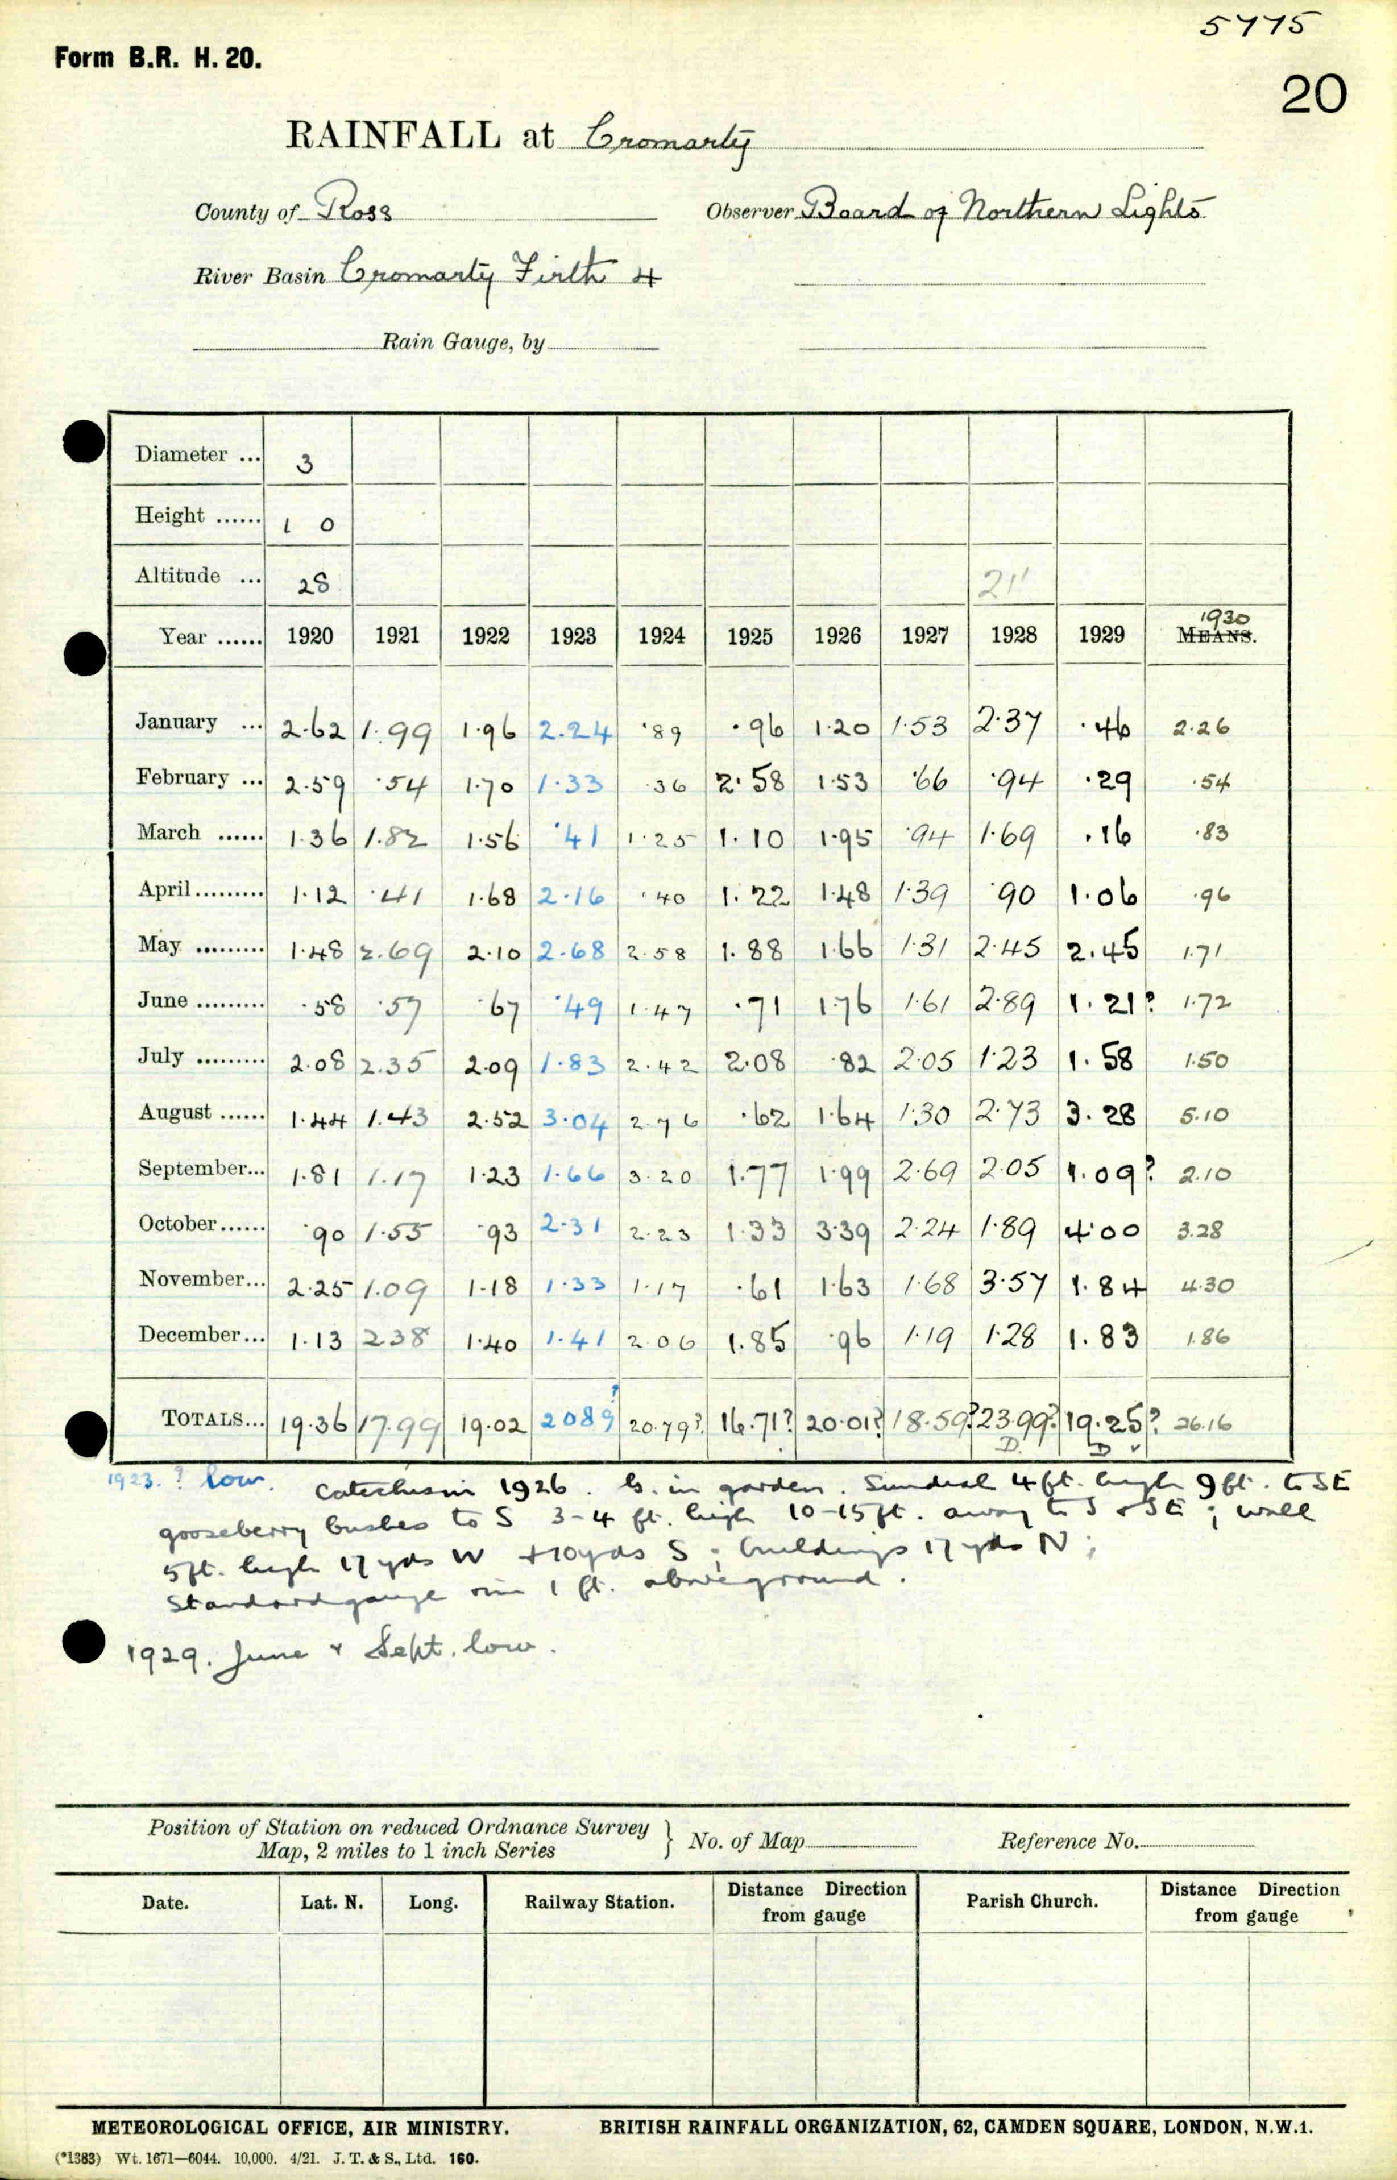 5775
Form B.R. H. 20.
20
RAINFALL at Cromarty
County of Ross Observer Board of Northern Lights
River Basin Cromarty Firth 4
Rain Gauge, by
Diameter ... 3
Height ...... 1 0
Altitude ... 28 21'
1930
Year ...... 1920 1921 1922 1923 1924 1925 1926 1927 1928 1929 MEANS.
January ... 2.62 1.99 1.96 2.24 .89 .96 1.20 1.53 2.37 .46 2.26
February ... 2.59 .54 1.70 1.33 .36 2.58 1.53 .66 .94 .29 .54
March ...... 1.36 1.82 1.56 .41 1.25 1.10 1.95 .94 1.69 .16 .83
April ......... 1.12 .41 1.68 2.16 .40 1.22 1.48 1.39 .90 1.06 .96
May ......... 1.48 2.69 2.10 2.68 2.58 1.88 1.66 1.31 2.45 2.45 1.71
June ......... .58 .57 .67 .49 1.47 .71 1.76 1.61 2.89 1.21? 1.72
July ......... 2.08 2.35 2.09 1.83 2.42 2.08 .82 2.05 1.23 1.58 1.50
August ...... 1.44 1.43 2.52 3.04 2.76 .62 1.64 1.30 2.73 3.28 5.10
September... 1.81 1.17 1.23 1.66 3.20 1.77 1.99 2.69 2.05 1.09? 2.10
October ...... .90 1.55 .93 2.31 2.23 1.33 3.39 2.24 1.89 4.00 3.28
November... 2.25 1.09 1.18 1.33 1.17 .61 1.63 1.68 3.57 1.84 4.30
December... 1.13 2.38 1.40 1.41 2.06 1.85 .96 1.19 1.28 1.83 1.86
TOTALS... 19.36 17.99 19.02 20.89? 20.79? 16.71? 20.01? 18.59? 23.99? 19.25? 26.16
D. D ✓
1923. ? low. Catechism 1926. G. in garden. Sundial 4 ft. high 9 ft. to SE
gooseberry bushes to S 3-4 ft. high 10-15 ft. away to S & SE; wall
5 ft. high 17 yds W + 10 yds S; buildings 17 yds N;
Standard gauge rim 1 ft. above ground.
1929. June & Sept. low.
Position of Station on reduced Ordnance Survey
Map, 2 miles to 1 inch Series } No. of Map Reference No.
Date. Lat. N. Long. Railway Station. Distance Direction from gauge Parish Church. Distance Direction from gauge
METEOROLOGICAL OFFICE, AIR MINISTRY. BRITISH RAINFALL ORGANIZATION, 62, CAMDEN SQUARE, LONDON, N.W.1.
(*1383) Wt. 1671—6044. 10,000. 4/21. J. T. & S., Ltd. 160.